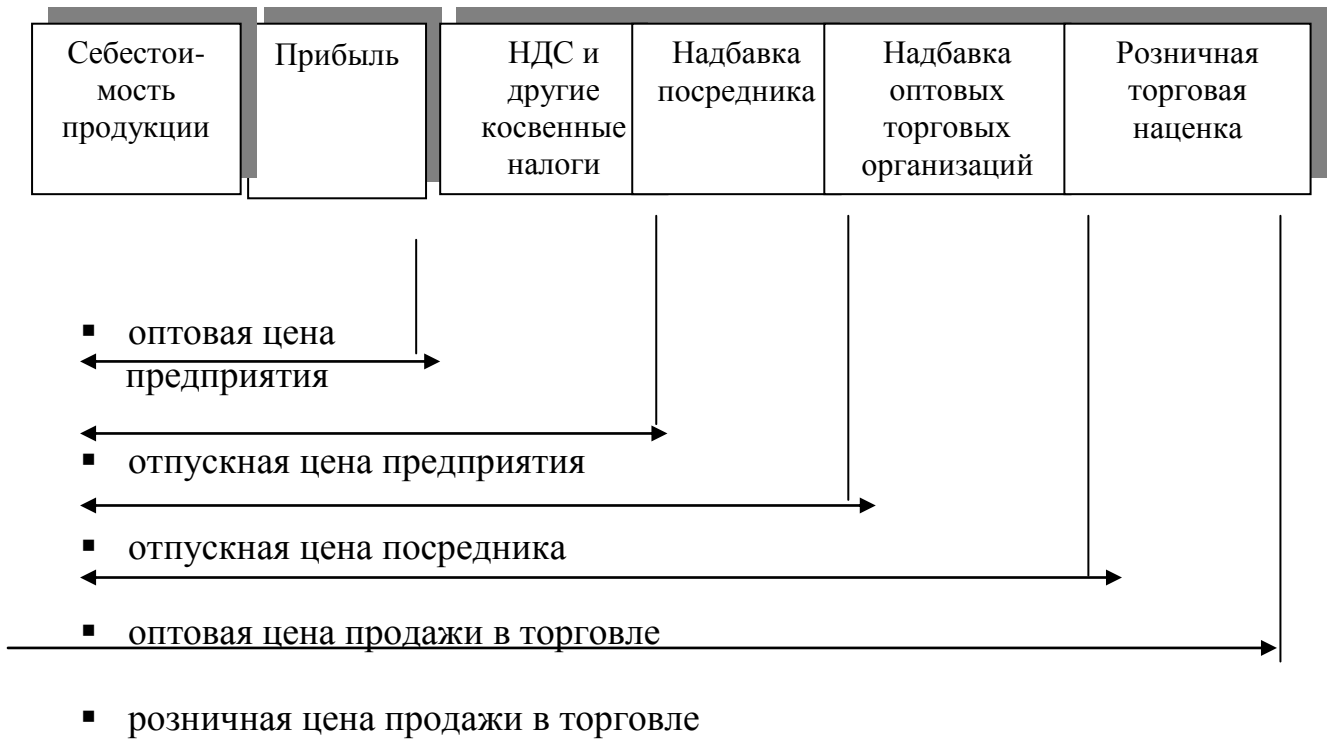 Себестои-
мость
продукции
Прибыль
НДС и
другие
косвенные
налоги
Надбавка
посредника
Надбавка
оптовых
торговых
организаций
Розничная
торговая
наценка
▪ оптовая цена
предприятия
▪ отпускная цена предприятия
▪ отпускная цена посредника
▪ оптовая цена продажи в торговле
▪ розничная цена продажи в торговле